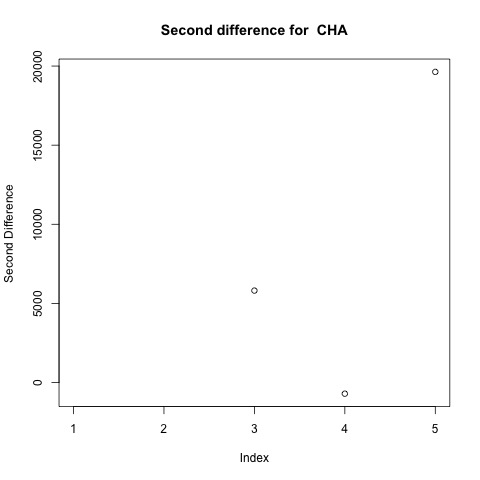 Second difference for  CHA
Second Difference
20000
15000
10000
5000
0
1 2 3 4 5
Index